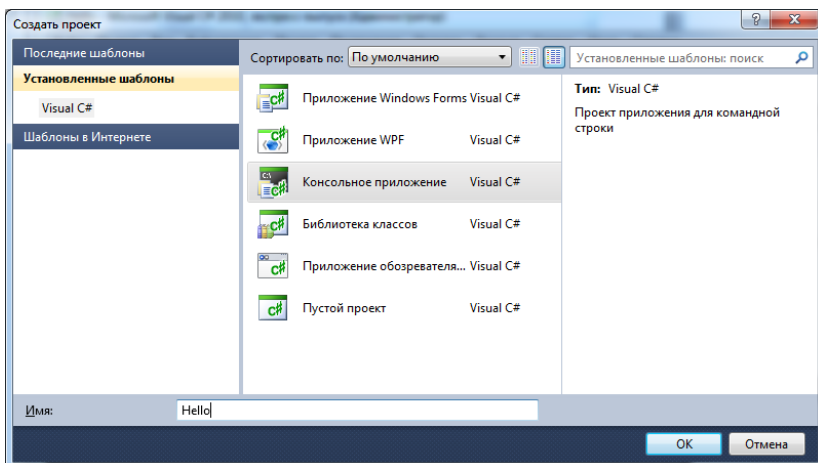 Создать проект
Последние шаблоны
Установленные шаблоны
Visual C#
Шаблоны в Интернете
Сортировать по: По умолчанию
Установленные шаблоны: поиск
Приложение Windows Forms Visual C#
Приложение WPF Visual C#
Консольное приложение Visual C#
Библиотека классов Visual C#
Приложение обозревателя... Visual C#
Пустой проект Visual C#
Тип: Visual C#
Проект приложения для командной
строки
Имя: Hello
OK Отмена